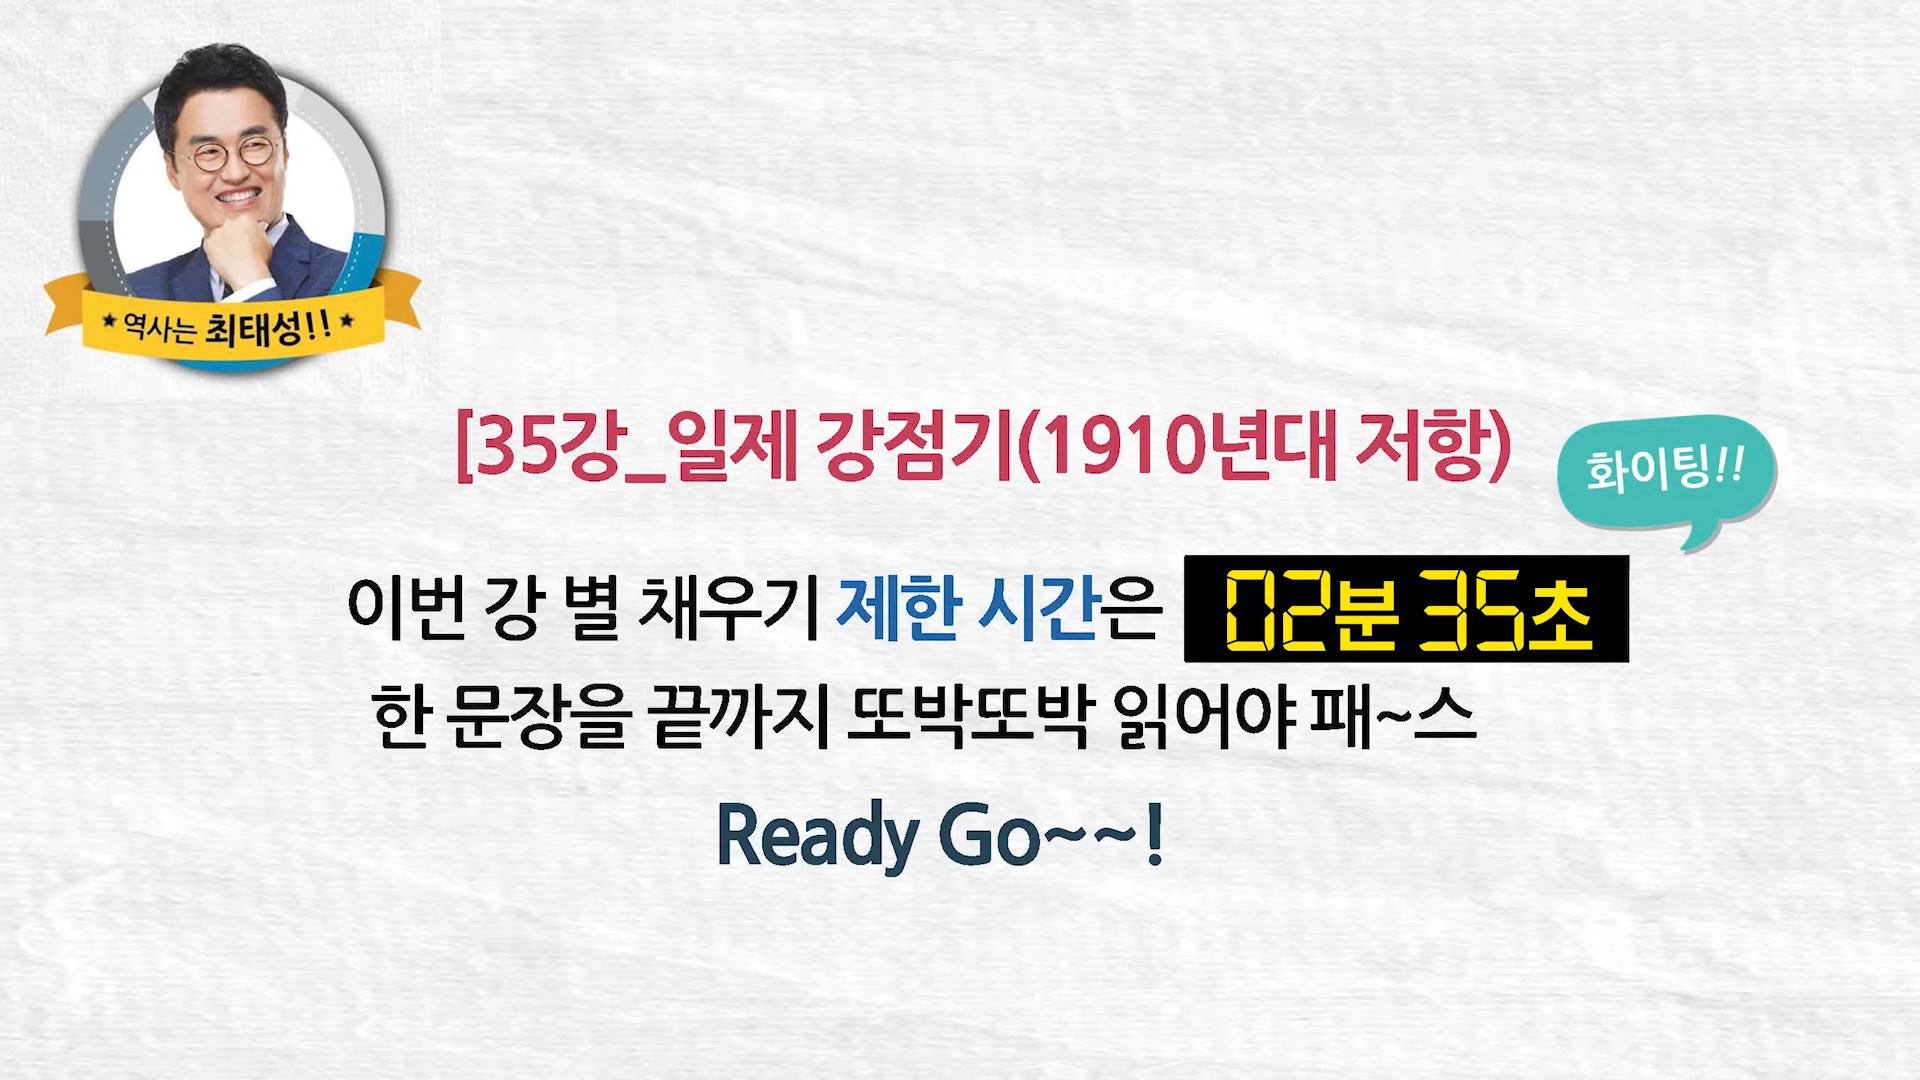 ★ 역사는 최태성!! ★
[35강_일제 강점기(1910년대 저항)
화이팅!!
이번 강 별 채우기 제한 시간은 02분 35초
한 문장을 끝까지 또박또박 읽어야 패~스
Ready Go~~!